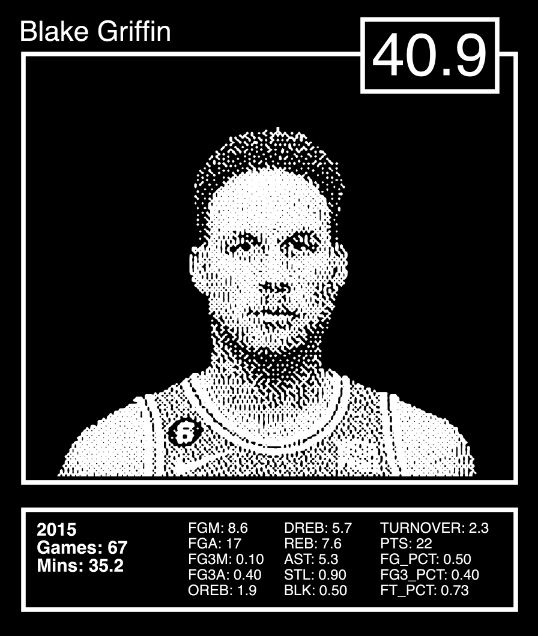 Blake Griffin
40.9
2015
Games: 67
Mins: 35.2
FGM: 8.6
FGA: 17
FG3M: 0.10
FG3A: 0.40
OREB: 1.9
DREB: 5.7
REB: 7.6
AST: 5.3
STL: 0.90
BLK: 0.50
TURNOVER: 2.3
PTS: 22
FG_PCT: 0.50
FG3_PCT: 0.40
FT_PCT: 0.73
6